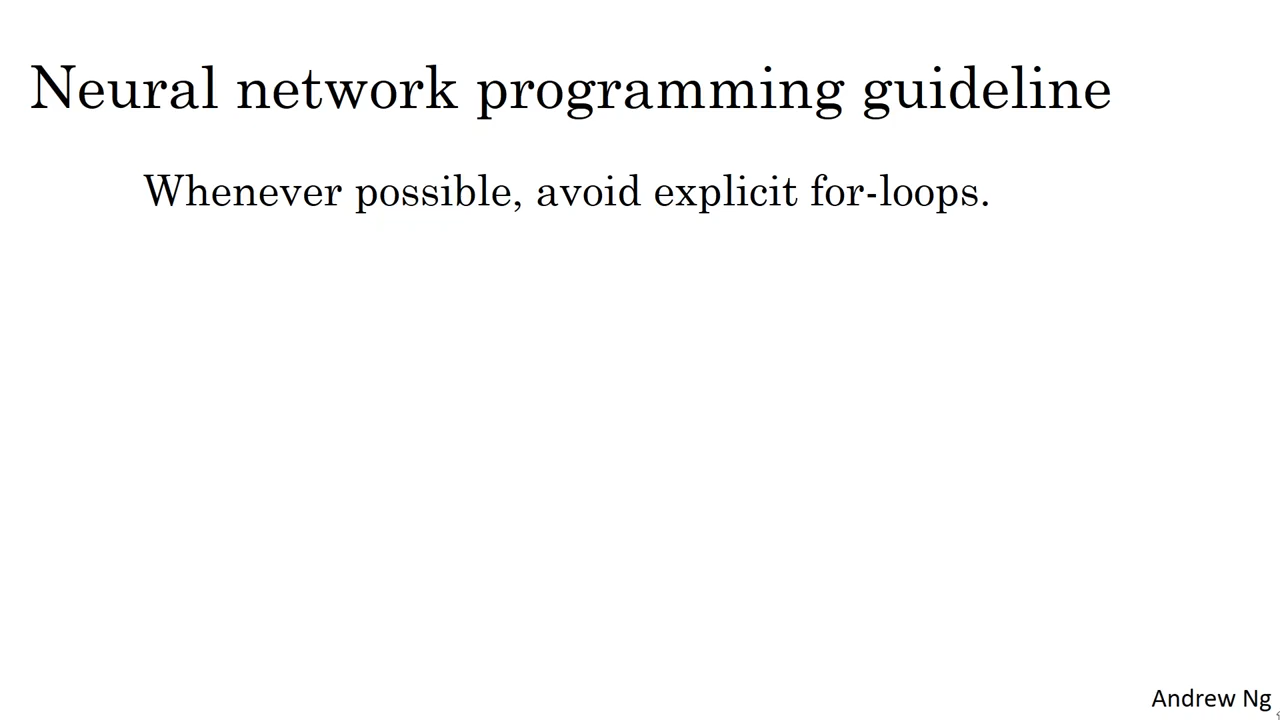 Neural network programming guideline
Whenever possible, avoid explicit for-loops.
Andrew Ng